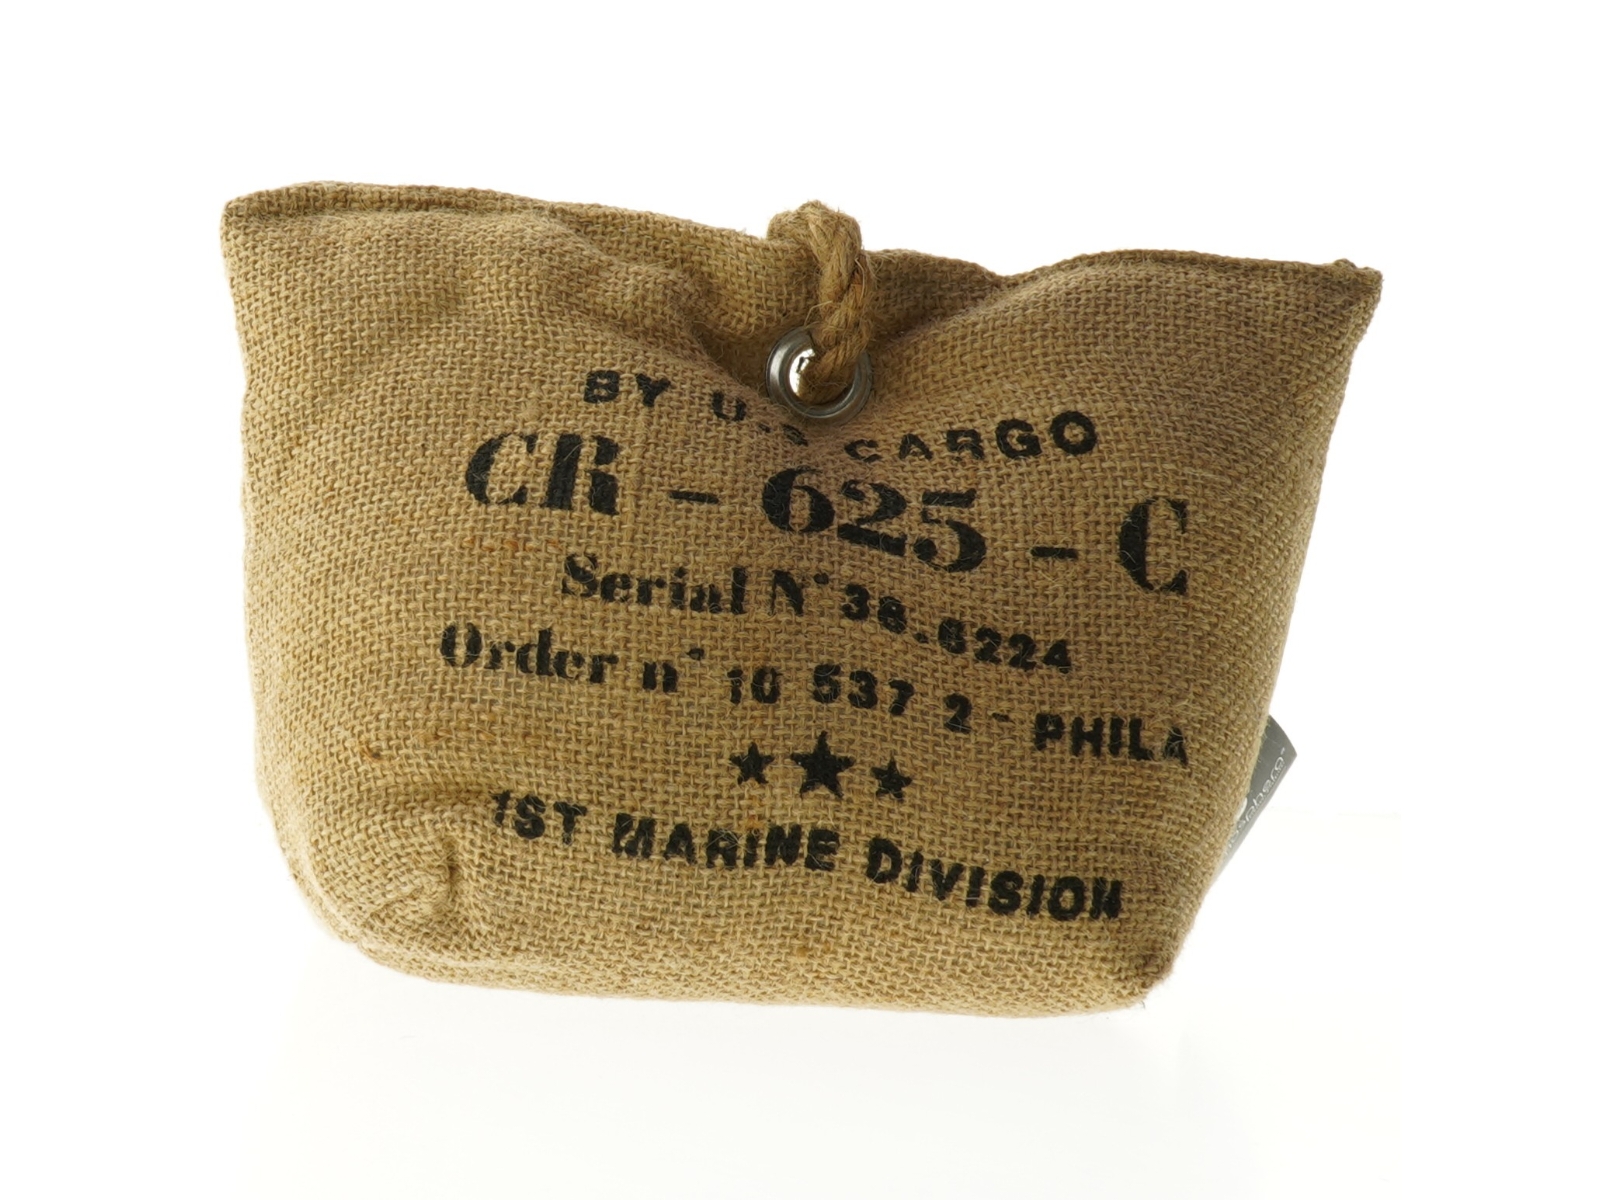 BY U.S CARGO
CR - 625 - C
Serial N° 38.6224
Order n° 10 537 2 - PHILA
1ST MARINE DIVISION